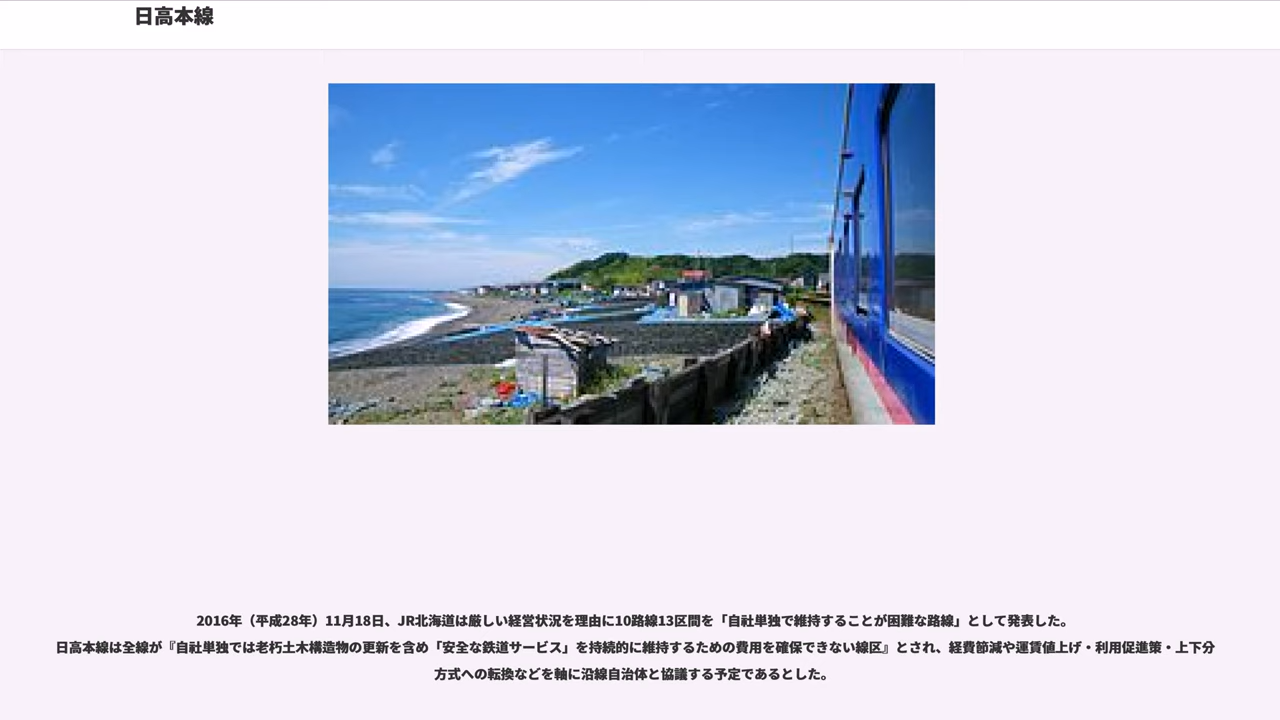 日高本線
2016年（平成28年）11月18日、JR北海道は厳しい経営状況を理由に10路線13区間を「自社単独で維持することが困難な路線」として発表した。
日高本線は全線が『自社単独では老朽土木構造物の更新を含め「安全な鉄道サービス」を持続的に維持するための費用を確保できない線区』とされ、経費節減や運賃値上げ・利用促進策・上下分
方式への転換などを軸に沿線自治体と協議する予定であるとした。